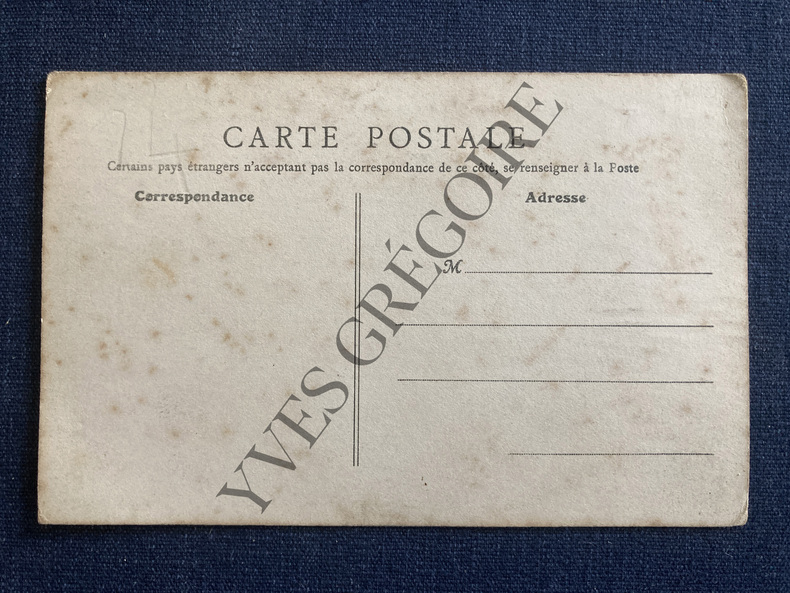 CARTE POSTALE
Certains pays étrangers n'acceptant pas la correspondance de ce côté, se renseigner à la Poste
Correspondance
Adresse
M
YVES GRÉGOIRE